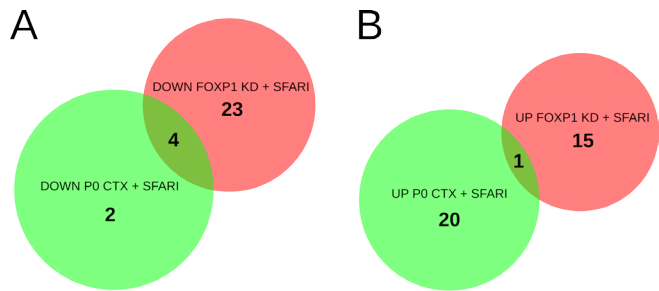 A
DOWN FOXP1 KD + SFARI
23
4
DOWN P0 CTX + SFARI
2
B
UP FOXP1 KD + SFARI
15
1
UP P0 CTX + SFARI
20